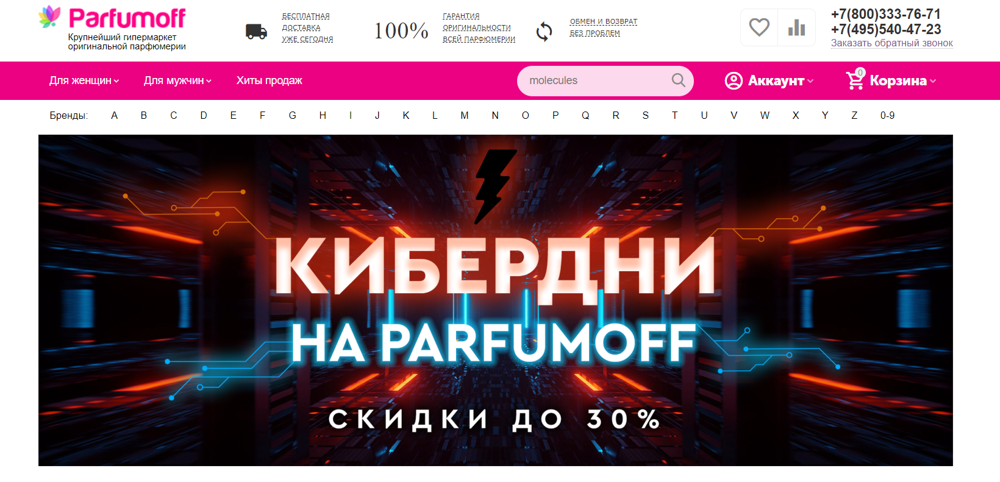 Parfumoff
Крупнейший гипермаркет
оригинальной парфюмерии
БЕСПЛАТНАЯ
ДОСТАВКА
УЖЕ СЕГОДНЯ
100%
ГАРАНТИЯ
ОРИГИНАЛЬНОСТИ
ВСЕЙ ПАРФЮМЕРИИ
ОБМЕН И ВОЗВРАТ
БЕЗ ПРОБЛЕМ
+7(800)333-76-71
+7(495)540-47-23
Заказать обратный звонок
Для женщин Для мужчин Хиты продаж molecules Аккаунт 0 Корзина
Бренды: A B C D E F G H I J K L M N O P Q R S T U V W X Y Z 0-9
КИБЕРДНИ
НА PARFUMOFF
СКИДКИ ДО 30%